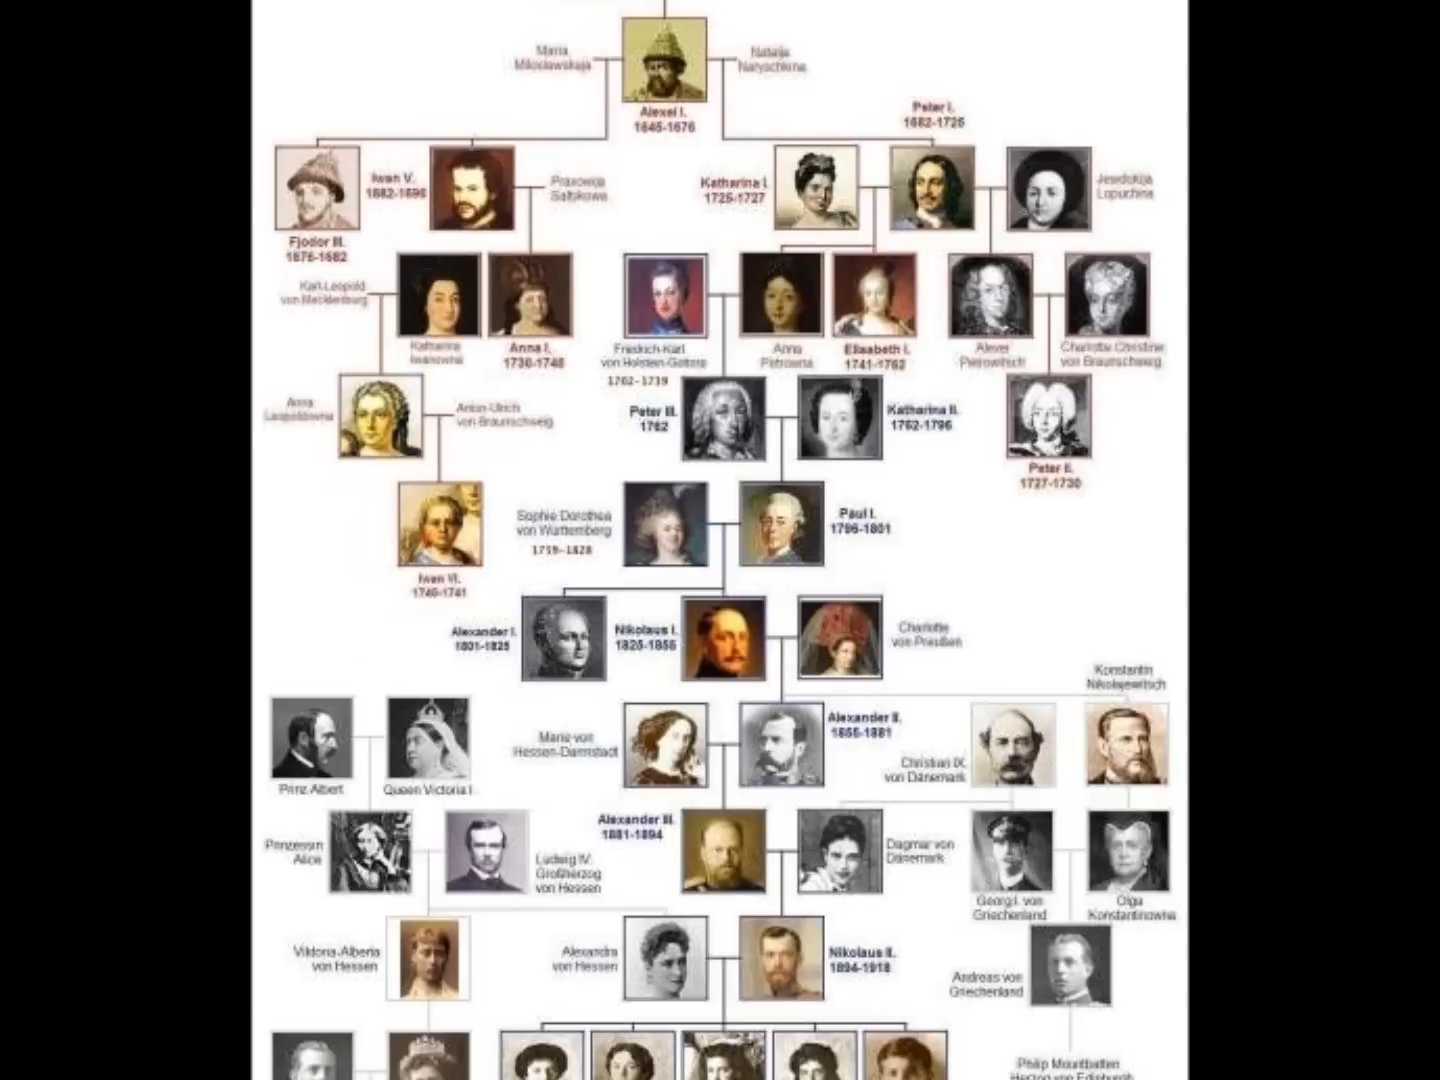 Maria
Miloslawskaja
Natalja
Naryschkina
Alexei I.
1645-1676
Peter I.
1682-1725
Iwan V.
1682-1696
Praxowija
Saltykowa
Katharina I.
1725-1727
Jewdokija
Lopuchina
Fjodor III.
1676-1682
Karl-Leopold
von Mecklenburg
Katharina
Iwanowna
Anna I.
1730-1740
Friedrich-Karl
von Holstein-Gottorp
1702-1739
Anna
Petrowna
Elisabeth I.
1741-1762
Alexei
Petrowitsch
Charlotte Christine
von Braunschweig
Anna
Leopoldowna
Anton-Ulrich
von Braunschweig
Peter III.
1762
Katharina II.
1762-1796
Peter II.
1727-1730
Sophie Dorothea
von Württemberg
1759-1828
Paul I.
1796-1801
Iwan VI.
1740-1741
Alexander I.
1801-1825
Nikolaus I.
1825-1855
Charlotte
von Preußen
Konstantin
Nikolajewitsch
Marie von
Hessen-Darmstadt
Alexander II.
1855-1881
Christian IX.
von Dänemark
Prinz Albert
Queen Victoria I.
Alexander III.
1881-1894
Prinzessin
Alice
Ludwig IV.
Großherzog
von Hessen
Dagmar von
Dänemark
Georg I. von
Griechenland
Olga
Konstantinowna
Viktoria-Alberta
von Hessen
Alexandra
von Hessen
Nikolaus II.
1894-1918
Andreas von
Griechenland
Philip Mountbatten
Herzog von Edinburgh